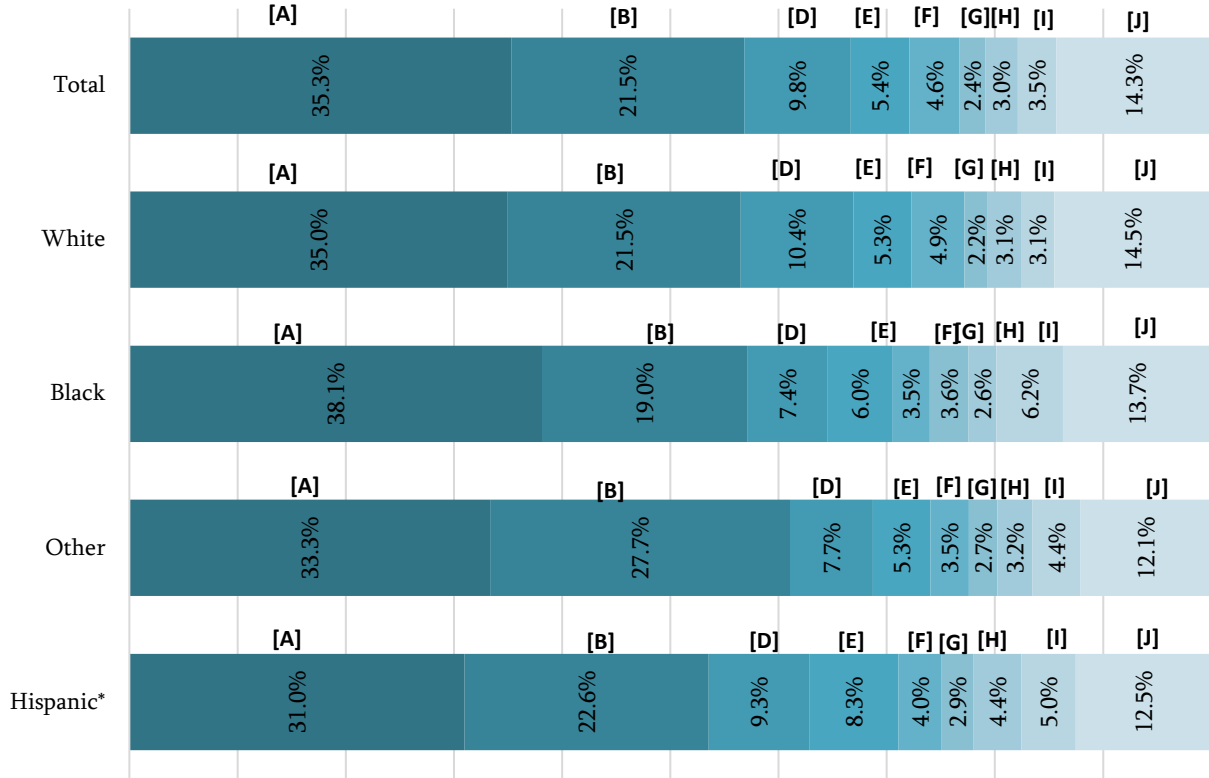 [A] [B] [D] [E] [F] [G] [H] [I] [J]
Total 35.3% 21.5% 9.8% 5.4% 4.6% 2.4% 3.0% 3.5% 14.3%
[A] [B] [D] [E] [F] [G] [H] [I] [J]
White 35.0% 21.5% 10.4% 5.3% 4.9% 2.2% 3.1% 3.1% 14.5%
[A] [B] [D] [E] [F] [G] [H] [I] [J]
Black 38.1% 19.0% 7.4% 6.0% 3.5% 3.6% 2.6% 6.2% 13.7%
[A] [B] [D] [E] [F] [G] [H] [I] [J]
Other 33.3% 27.7% 7.7% 5.3% 3.5% 2.7% 3.2% 4.4% 12.1%
[A] [B] [D] [E] [F] [G] [H] [I] [J]
Hispanic* 31.0% 22.6% 9.3% 8.3% 4.0% 2.9% 4.4% 5.0% 12.5%